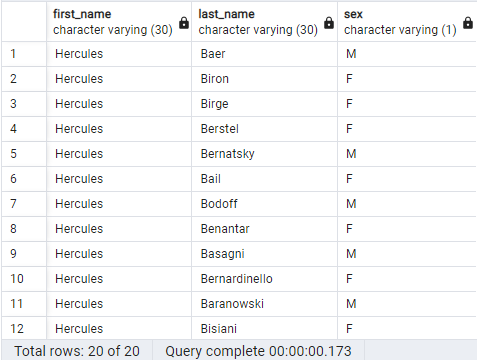 first_name last_name sex
character varying (30) character varying (30) character varying (1)
1 Hercules Baer M
2 Hercules Biron F
3 Hercules Birge F
4 Hercules Berstel F
5 Hercules Bernatsky M
6 Hercules Bail F
7 Hercules Bodoff M
8 Hercules Benantar F
9 Hercules Basagni M
10 Hercules Bernardinello F
11 Hercules Baranowski M
12 Hercules Bisiani F
Total rows: 20 of 20 Query complete 00:00:00.173